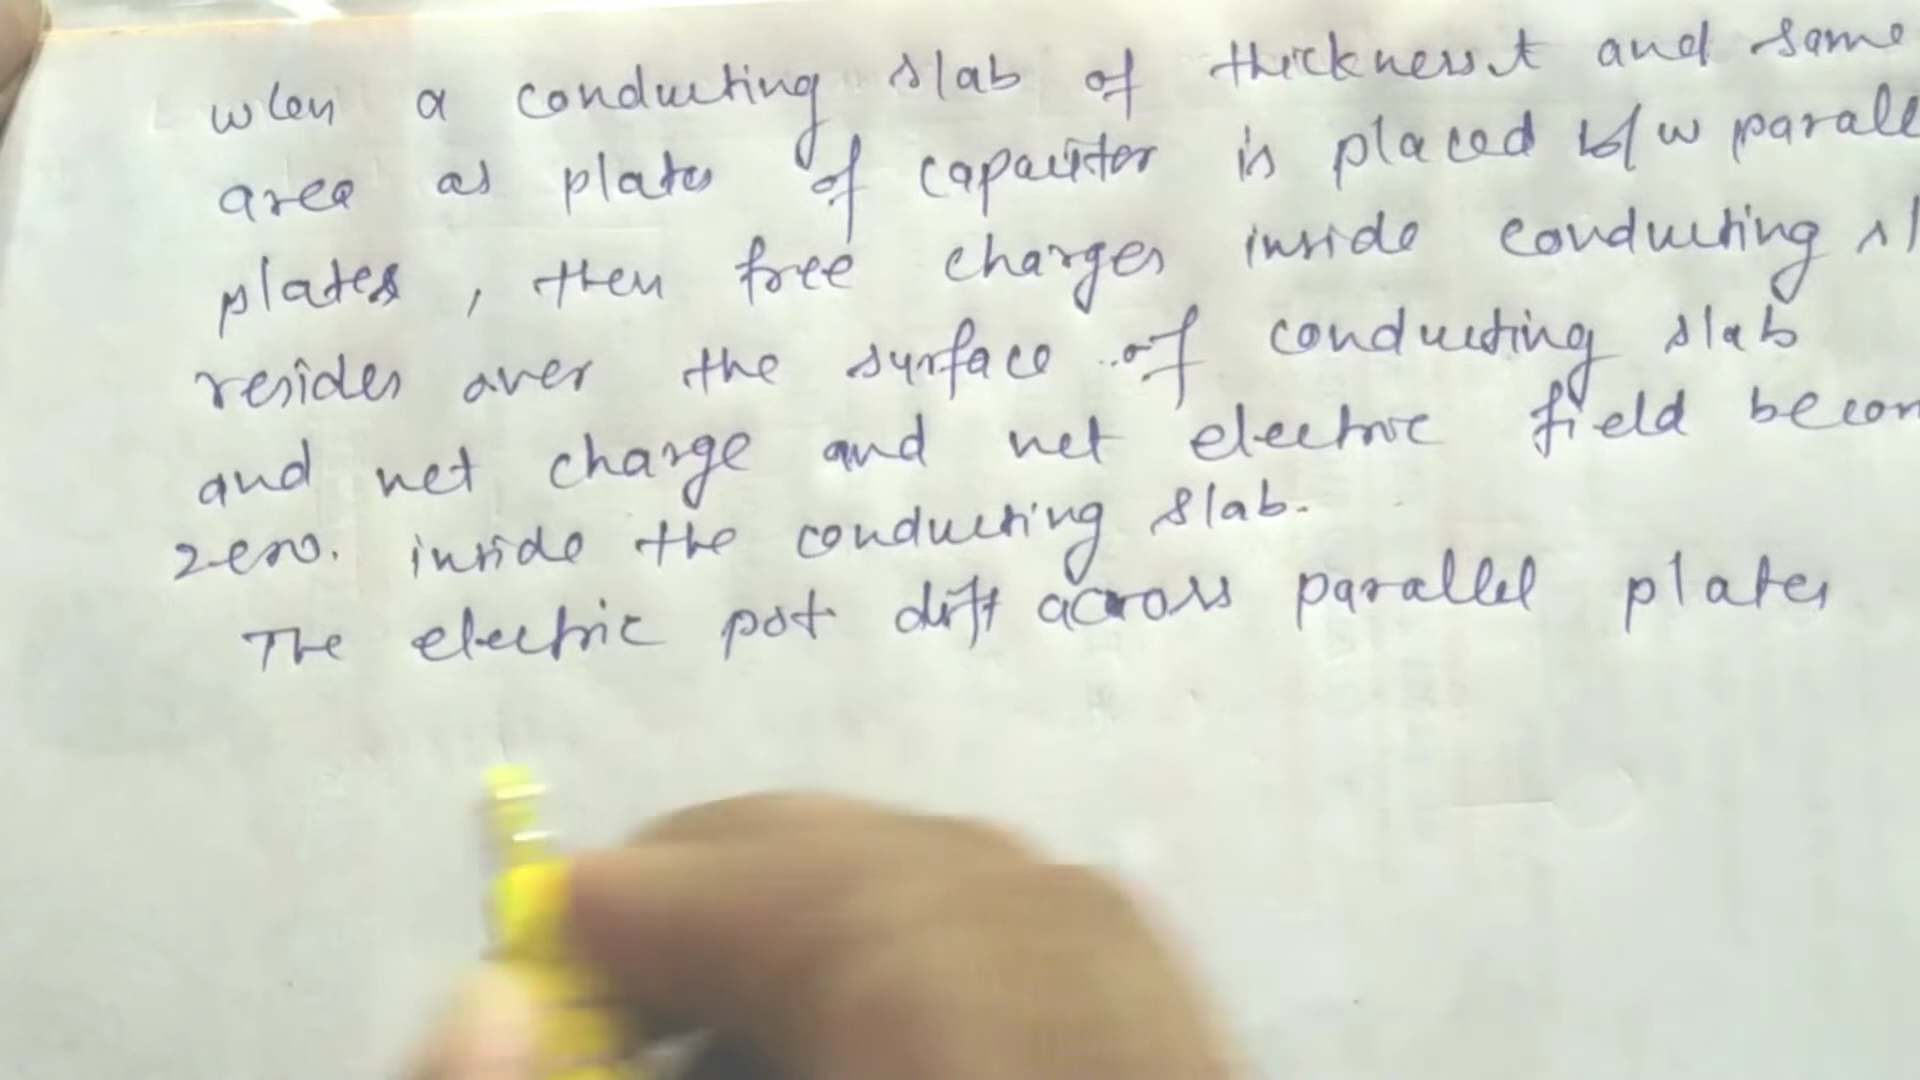 when a conducting slab of thickness t and same
area as plates of capacitor is placed b/w paralle
plates, then free charges inside conducting sl
resides over the surface of conducting slab
and net charge and net electric field becom
zero. inside the conducting slab.
The electric pot diff across parallel plates